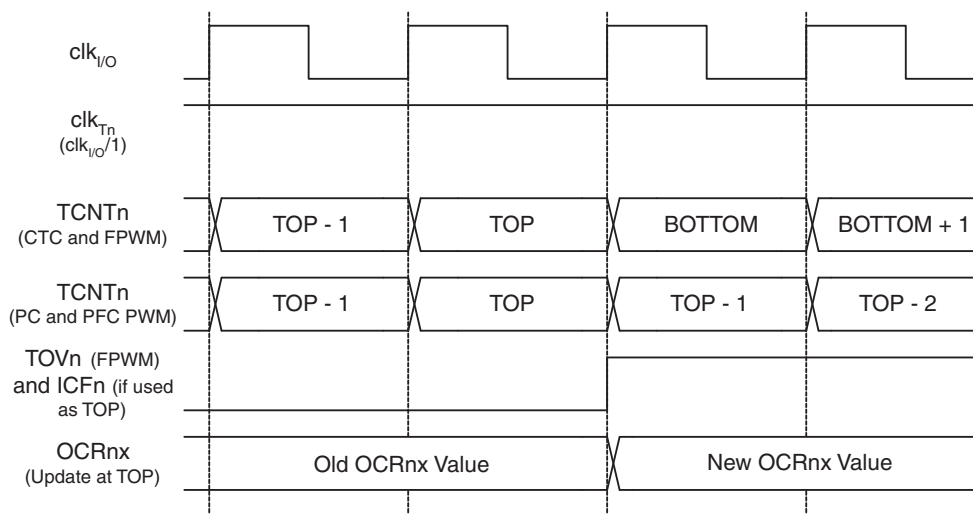 clkI/O
clkTn
(clkI/O/1)
TCNTn
(CTC and FPWM)
TOP - 1
TOP
BOTTOM
BOTTOM + 1
TCNTn
(PC and PFC PWM)
TOP - 1
TOP
TOP - 1
TOP - 2
TOVn (FPWM)
and ICFn (if used
as TOP)
OCRnx
(Update at TOP)
Old OCRnx Value
New OCRnx Value